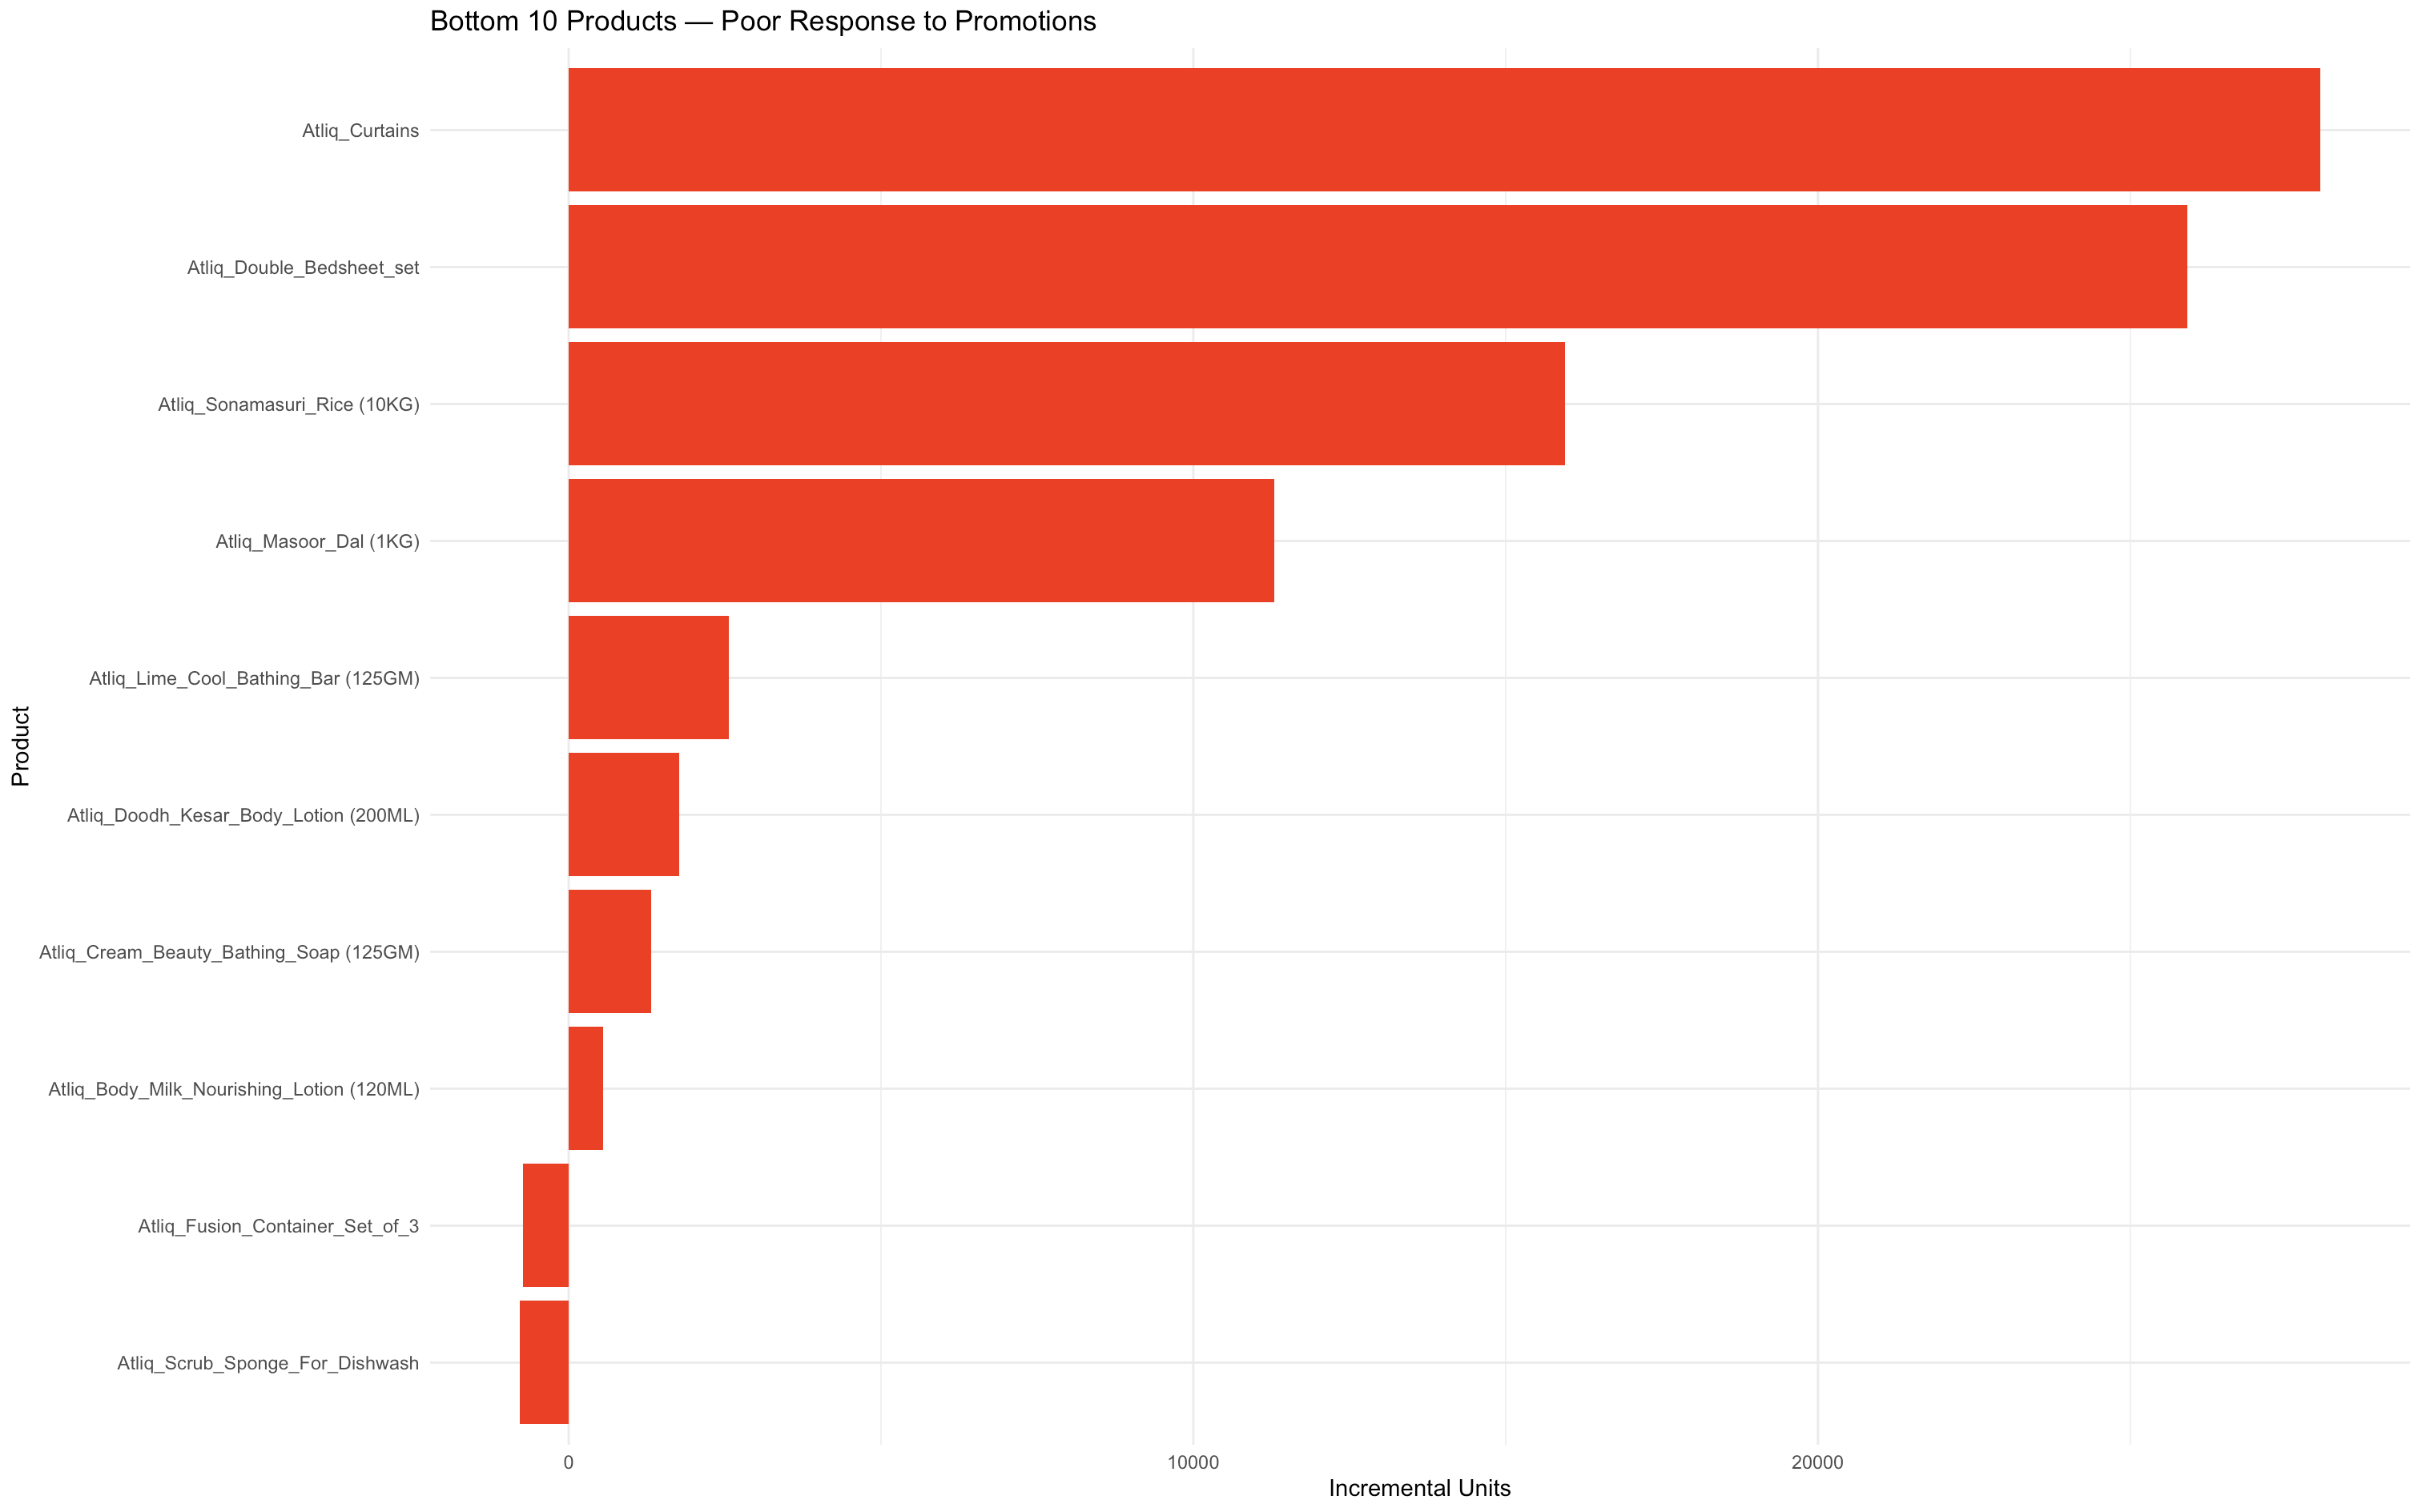 Bottom 10 Products — Poor Response to Promotions
Product
Atliq_Curtains
Atliq_Double_Bedsheet_set
Atliq_Sonamasuri_Rice (10KG)
Atliq_Masoor_Dal (1KG)
Atliq_Lime_Cool_Bathing_Bar (125GM)
Atliq_Doodh_Kesar_Body_Lotion (200ML)
Atliq_Cream_Beauty_Bathing_Soap (125GM)
Atliq_Body_Milk_Nourishing_Lotion (120ML)
Atliq_Fusion_Container_Set_of_3
Atliq_Scrub_Sponge_For_Dishwash
0 10000 20000
Incremental Units